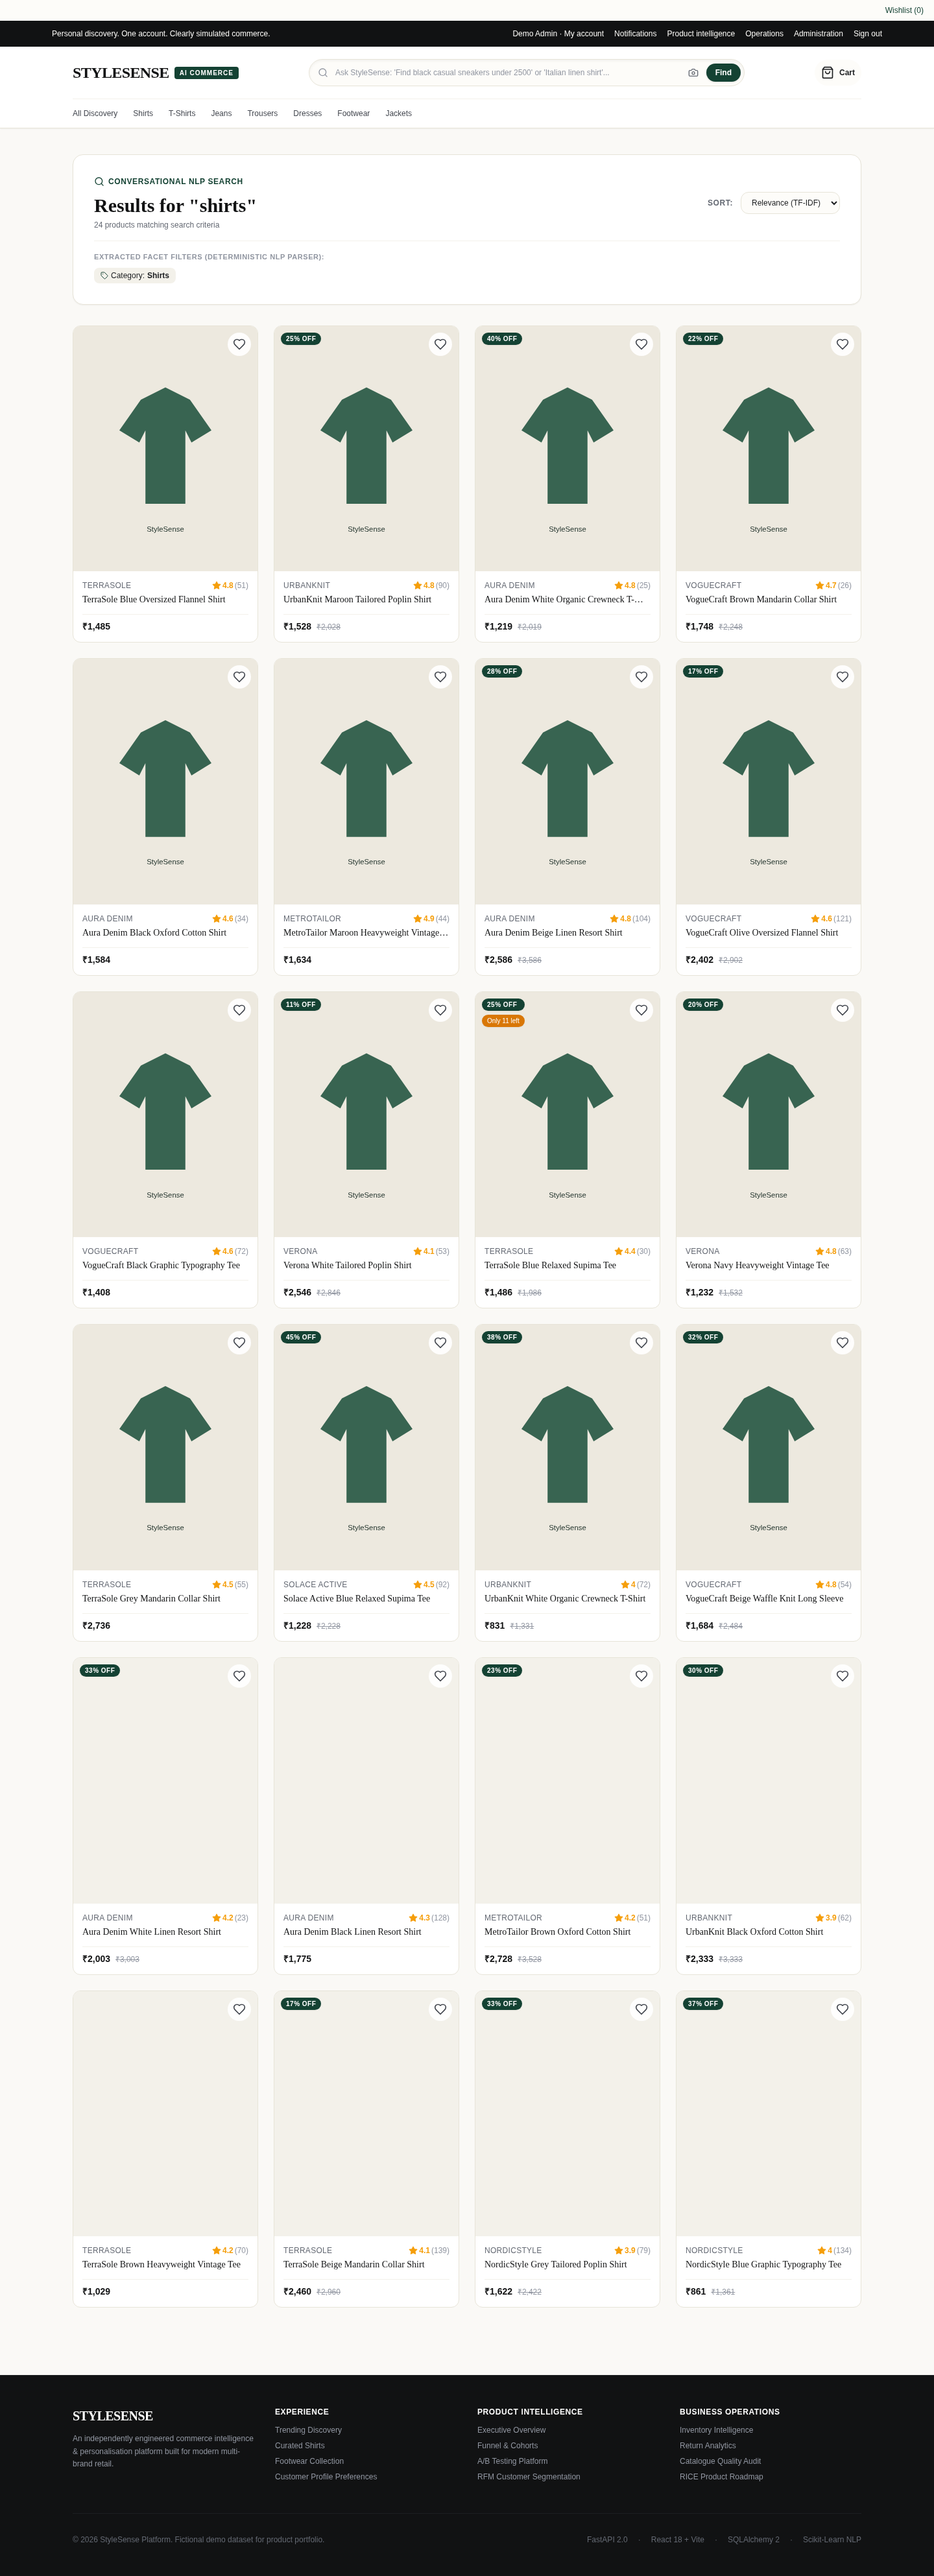 Wishlist (0)
Personal discovery. One account. Clearly simulated commerce.
Demo Admin · My account Notifications Product intelligence Operations Administration Sign out
STYLESENSE AI COMMERCE
Ask StyleSense: 'Find black casual sneakers under 2500' or 'Italian linen shirt'...
Find
Cart
All Discovery Shirts T-Shirts Jeans Trousers Dresses Footwear Jackets
CONVERSATIONAL NLP SEARCH
Results for "shirts"
24 products matching search criteria
SORT: Relevance (TF-IDF)
EXTRACTED FACET FILTERS (DETERMINISTIC NLP PARSER):
Category: Shirts
StyleSense
TERRASOLE 4.8 (51)
TerraSole Blue Oversized Flannel Shirt
₹1,485
25% OFF
StyleSense
URBANKNIT 4.8 (90)
UrbanKnit Maroon Tailored Poplin Shirt
₹1,528 ₹2,028
40% OFF
StyleSense
AURA DENIM 4.8 (25)
Aura Denim White Organic Crewneck T-...
₹1,219 ₹2,019
22% OFF
StyleSense
VOGUECRAFT 4.7 (26)
VogueCraft Brown Mandarin Collar Shirt
₹1,748 ₹2,248
StyleSense
AURA DENIM 4.6 (34)
Aura Denim Black Oxford Cotton Shirt
₹1,584
StyleSense
METROTAILOR 4.9 (44)
MetroTailor Maroon Heavyweight Vintage...
₹1,634
28% OFF
StyleSense
AURA DENIM 4.8 (104)
Aura Denim Beige Linen Resort Shirt
₹2,586 ₹3,586
17% OFF
StyleSense
VOGUECRAFT 4.6 (121)
VogueCraft Olive Oversized Flannel Shirt
₹2,402 ₹2,902
StyleSense
VOGUECRAFT 4.6 (72)
VogueCraft Black Graphic Typography Tee
₹1,408
11% OFF
StyleSense
VERONA 4.1 (53)
Verona White Tailored Poplin Shirt
₹2,546 ₹2,846
25% OFF
Only 11 left
StyleSense
TERRASOLE 4.4 (30)
TerraSole Blue Relaxed Supima Tee
₹1,486 ₹1,986
20% OFF
StyleSense
VERONA 4.8 (63)
Verona Navy Heavyweight Vintage Tee
₹1,232 ₹1,532
StyleSense
TERRASOLE 4.5 (55)
TerraSole Grey Mandarin Collar Shirt
₹2,736
45% OFF
StyleSense
SOLACE ACTIVE 4.5 (92)
Solace Active Blue Relaxed Supima Tee
₹1,228 ₹2,228
38% OFF
StyleSense
URBANKNIT 4 (72)
UrbanKnit White Organic Crewneck T-Shirt
₹831 ₹1,331
32% OFF
StyleSense
VOGUECRAFT 4.8 (54)
VogueCraft Beige Waffle Knit Long Sleeve
₹1,684 ₹2,484
33% OFF
AURA DENIM 4.2 (23)
Aura Denim White Linen Resort Shirt
₹2,003 ₹3,003
AURA DENIM 4.3 (128)
Aura Denim Black Linen Resort Shirt
₹1,775
23% OFF
METROTAILOR 4.2 (51)
MetroTailor Brown Oxford Cotton Shirt
₹2,728 ₹3,528
30% OFF
URBANKNIT 3.9 (62)
UrbanKnit Black Oxford Cotton Shirt
₹2,333 ₹3,333
TERRASOLE 4.2 (70)
TerraSole Brown Heavyweight Vintage Tee
₹1,029
17% OFF
TERRASOLE 4.1 (139)
TerraSole Beige Mandarin Collar Shirt
₹2,460 ₹2,960
33% OFF
NORDICSTYLE 3.9 (79)
NordicStyle Grey Tailored Poplin Shirt
₹1,622 ₹2,422
37% OFF
NORDICSTYLE 4 (134)
NordicStyle Blue Graphic Typography Tee
₹861 ₹1,361
STYLESENSE
An independently engineered commerce intelligence
& personalisation platform built for modern multi-
brand retail.
EXPERIENCE
Trending Discovery
Curated Shirts
Footwear Collection
Customer Profile Preferences
PRODUCT INTELLIGENCE
Executive Overview
Funnel & Cohorts
A/B Testing Platform
RFM Customer Segmentation
BUSINESS OPERATIONS
Inventory Intelligence
Return Analytics
Catalogue Quality Audit
RICE Product Roadmap
© 2026 StyleSense Platform. Fictional demo dataset for product portfolio.
FastAPI 2.0 · React 18 + Vite · SQLAlchemy 2 · Scikit-Learn NLP